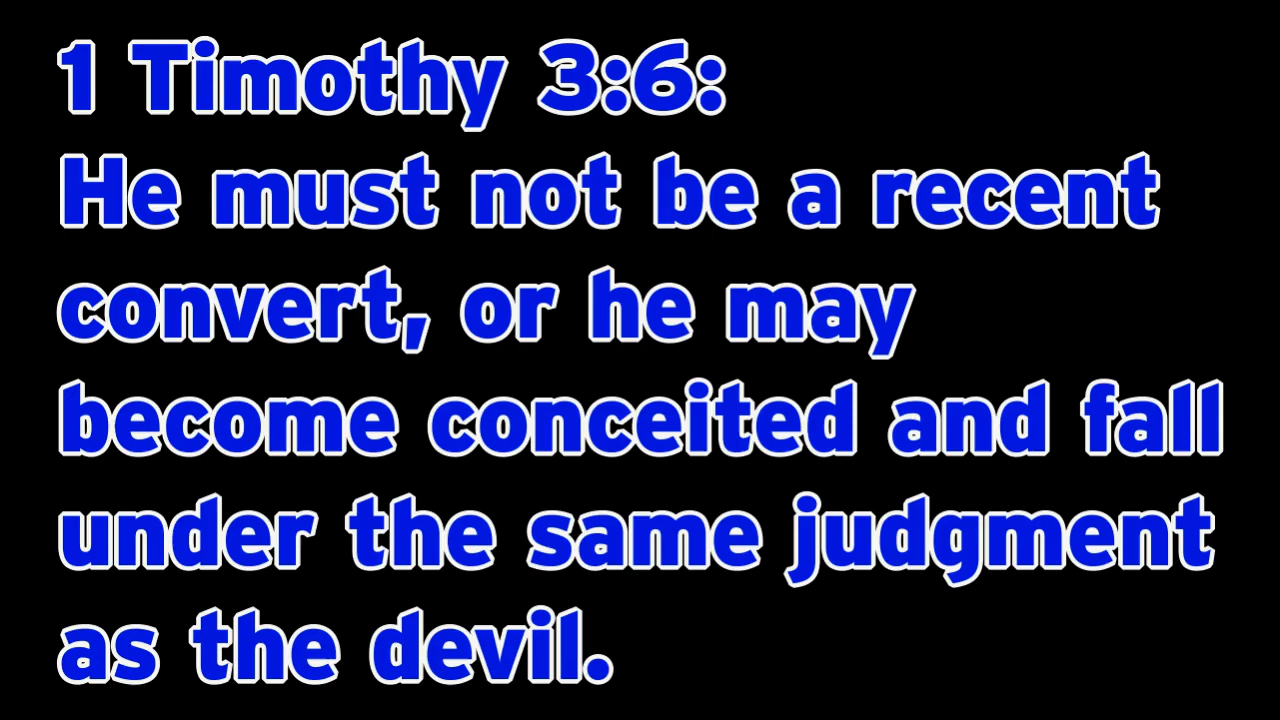 1 Timothy 3:6:
He must not be a recent
convert, or he may
become conceited and fall
under the same judgment
as the devil.